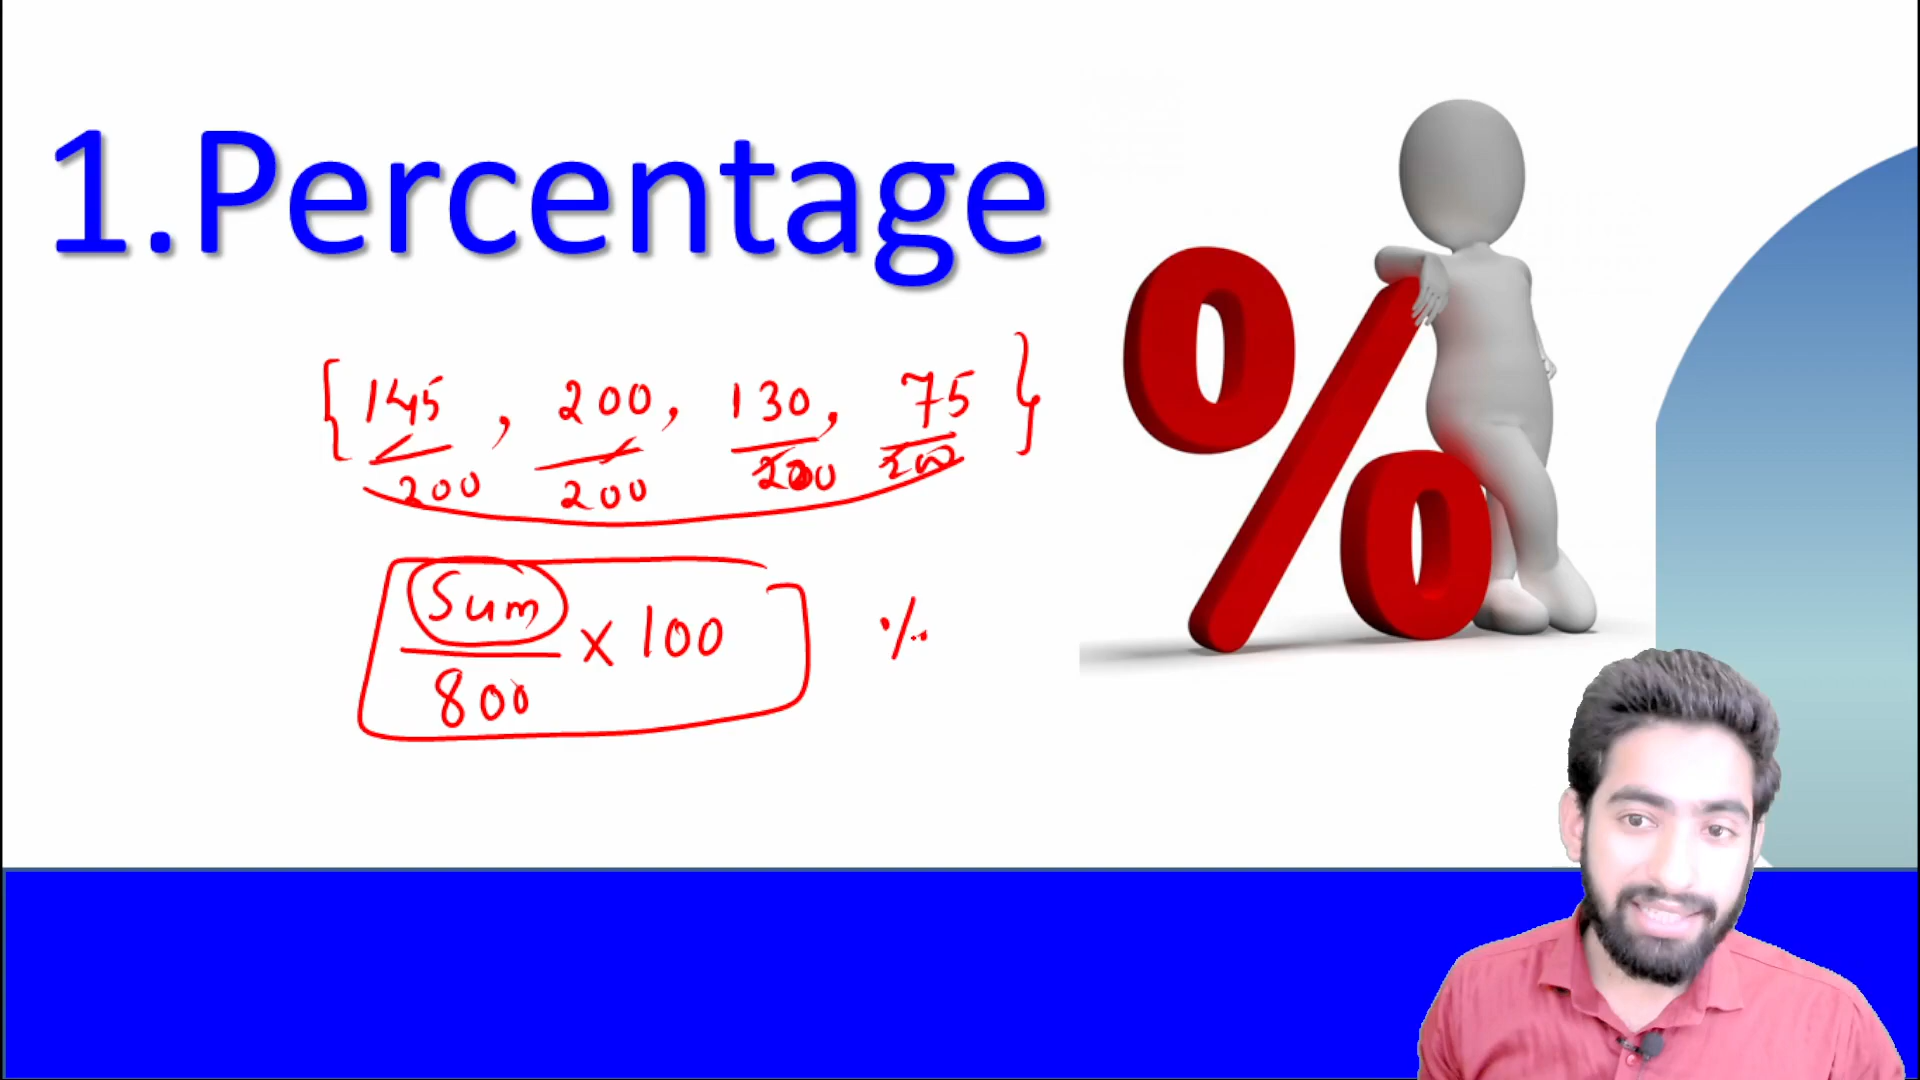 1.Percentage
{ 145 , 200, 130, 75 }
200 200 200 200
Sum
800 × 100 %
%